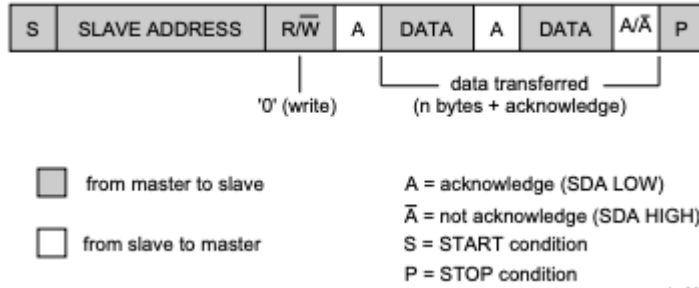 S SLAVE ADDRESS R/W̅ A DATA A DATA A/A̅ P
data transferred
'0' (write) (n bytes + acknowledge)
from master to slave A = acknowledge (SDA LOW)
A̅ = not acknowledge (SDA HIGH)
from slave to master S = START condition
P = STOP condition